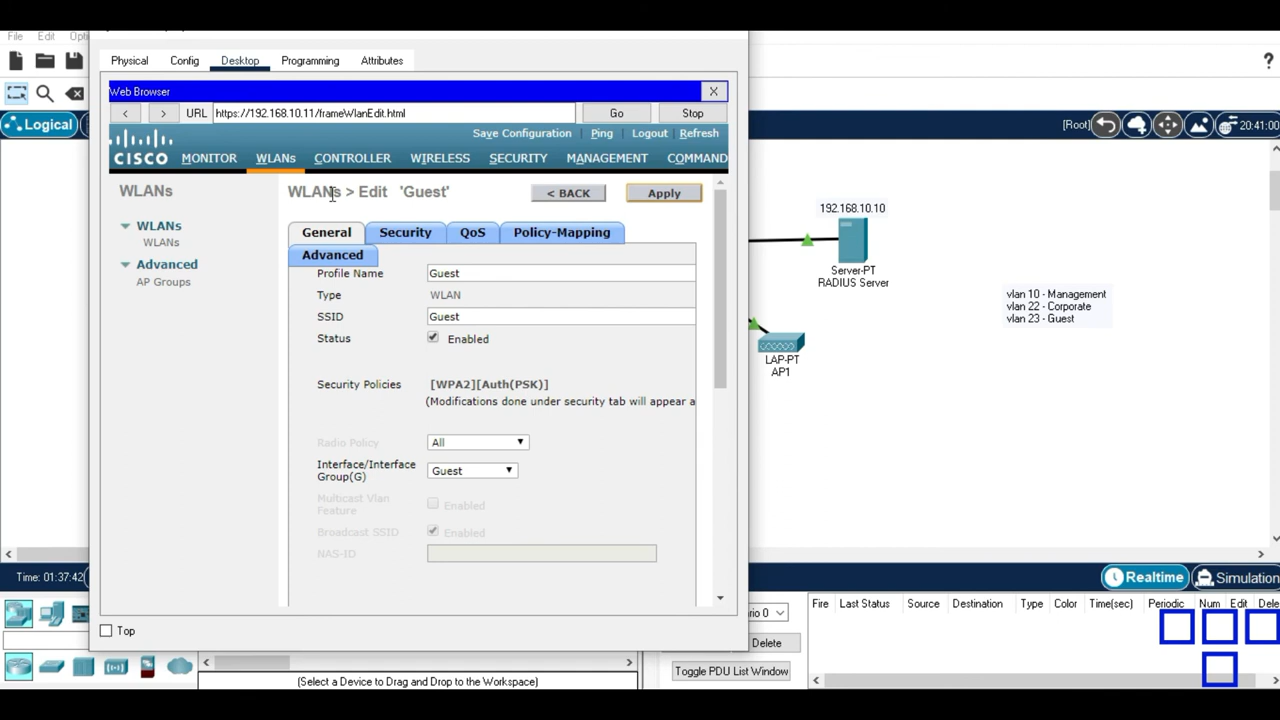 File Edit Opti
Physical Config Desktop Programming Attributes
Web Browser X
< > URL https://192.168.10.11/frameWlanEdit.html Go Stop
Logical
[Root] 20:41:00
Save Configuration Ping Logout Refresh
CISCO MONITOR WLANs CONTROLLER WIRELESS SECURITY MANAGEMENT COMMAND
WLANs
WLANs
WLANs
Advanced
AP Groups
WLANs > Edit 'Guest' < BACK Apply
General Security QoS Policy-Mapping
Advanced
Profile Name Guest
Type WLAN
SSID Guest
Status Enabled
Security Policies [WPA2][Auth(PSK)]
(Modifications done under security tab will appear a
Radio Policy All
Interface/Interface
Group(G) Guest
Multicast Vlan
Feature Enabled
Broadcast SSID Enabled
NAS-ID
192.168.10.10
Server-PT
RADIUS Server
vlan 10 - Management
vlan 22 - Corporate
vlan 23 - Guest
LAP-PT
AP1
Time: 01:37:42
Realtime Simulation
Top
rio 0
Delete
Toggle PDU List Window
Fire Last Status Source Destination Type Color Time(sec) Periodic Num Edit Dele
(Select a Device to Drag and Drop to the Workspace)
?